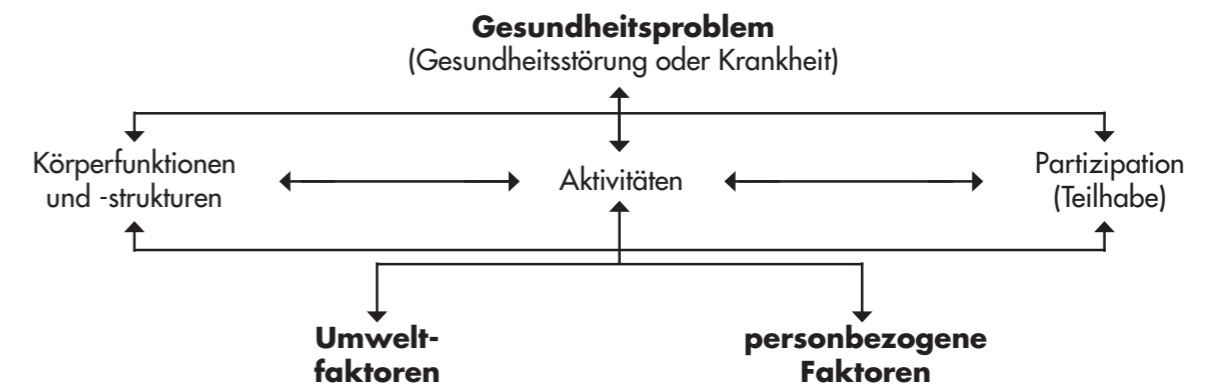 Gesundheitsproblem
(Gesundheitsstörung oder Krankheit)
Körperfunktionen
und -strukturen
Aktivitäten
Partizipation
(Teilhabe)
Umwelt-
faktoren
personbezogene
Faktoren